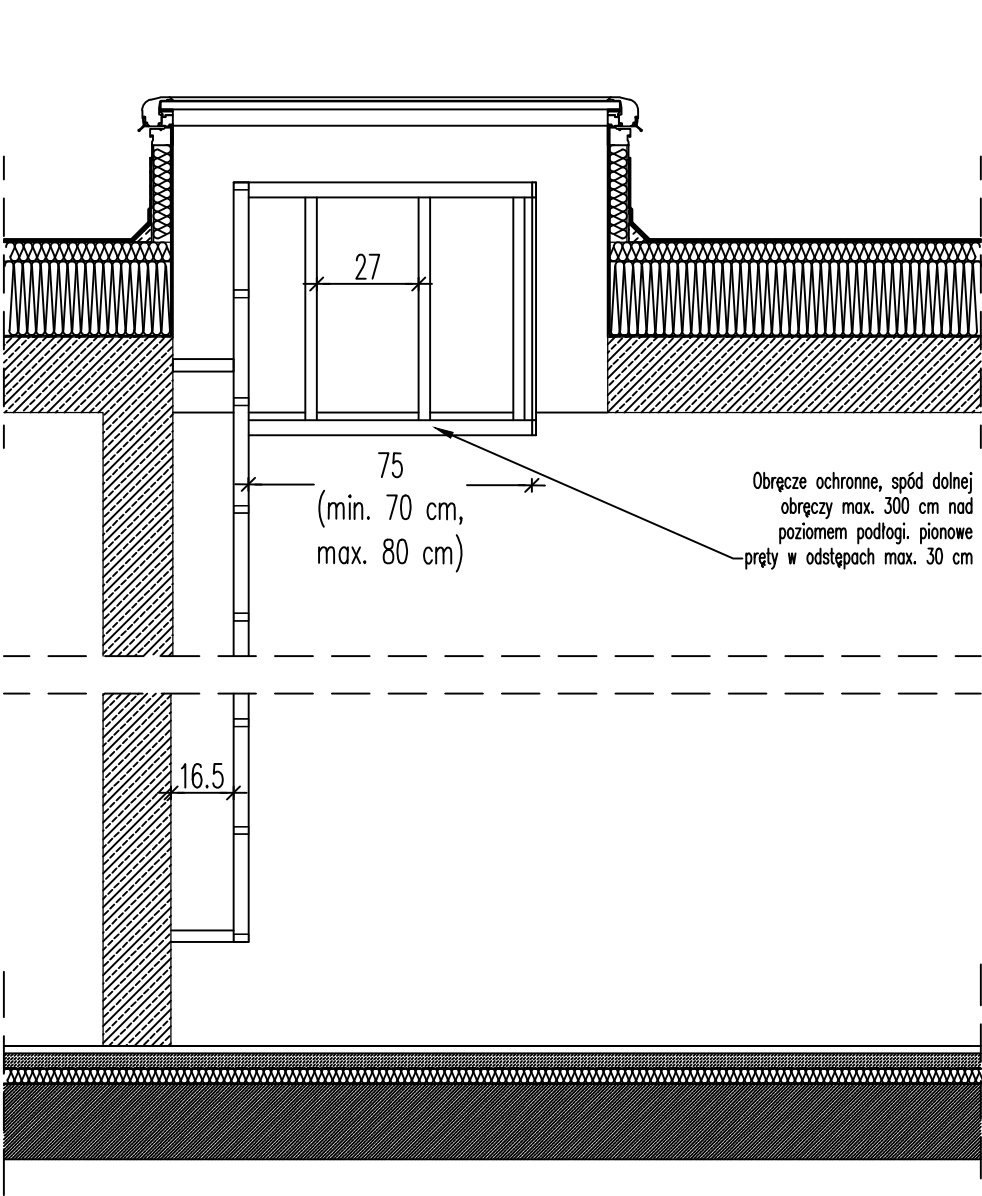 27
75
(min. 70 cm,
max. 80 cm)
Obręcze ochronne, spód dolnej
obręczy max. 300 cm nad
poziomem podłogi. pionowe
pręty w odstępach max. 30 cm
16.5